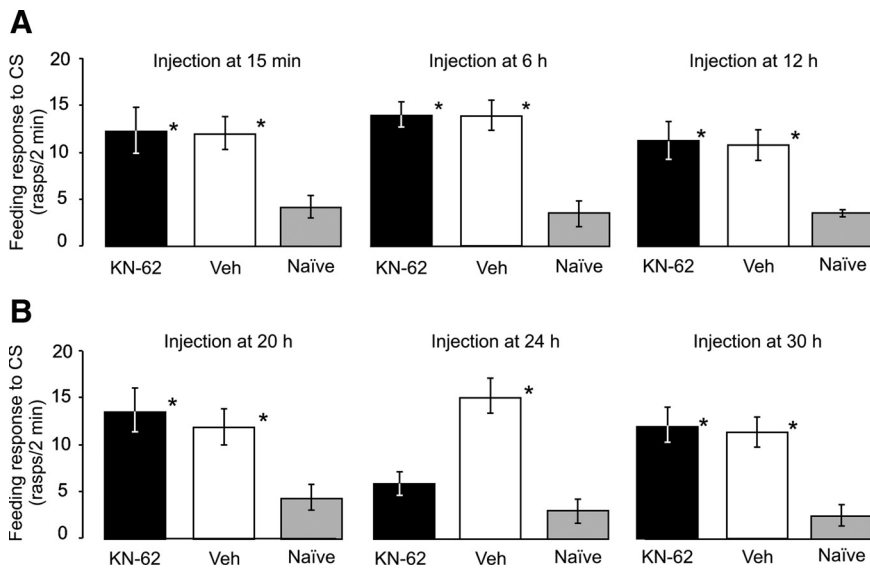 A
Injection at 15 min
Injection at 6 h
Injection at 12 h
Feeding response to CS
(rasps/2 min)
20
15
10
5
0
*
*
*
*
*
*
KN-62
Veh
Naïve
KN-62
Veh
Naïve
KN-62
Veh
Naïve
B
Injection at 20 h
Injection at 24 h
Injection at 30 h
Feeding response to CS
(rasps/2 min)
20
15
10
5
0
*
*
*
*
*
KN-62
Veh
Naïve
KN-62
Veh
Naïve
KN-62
Veh
Naïve